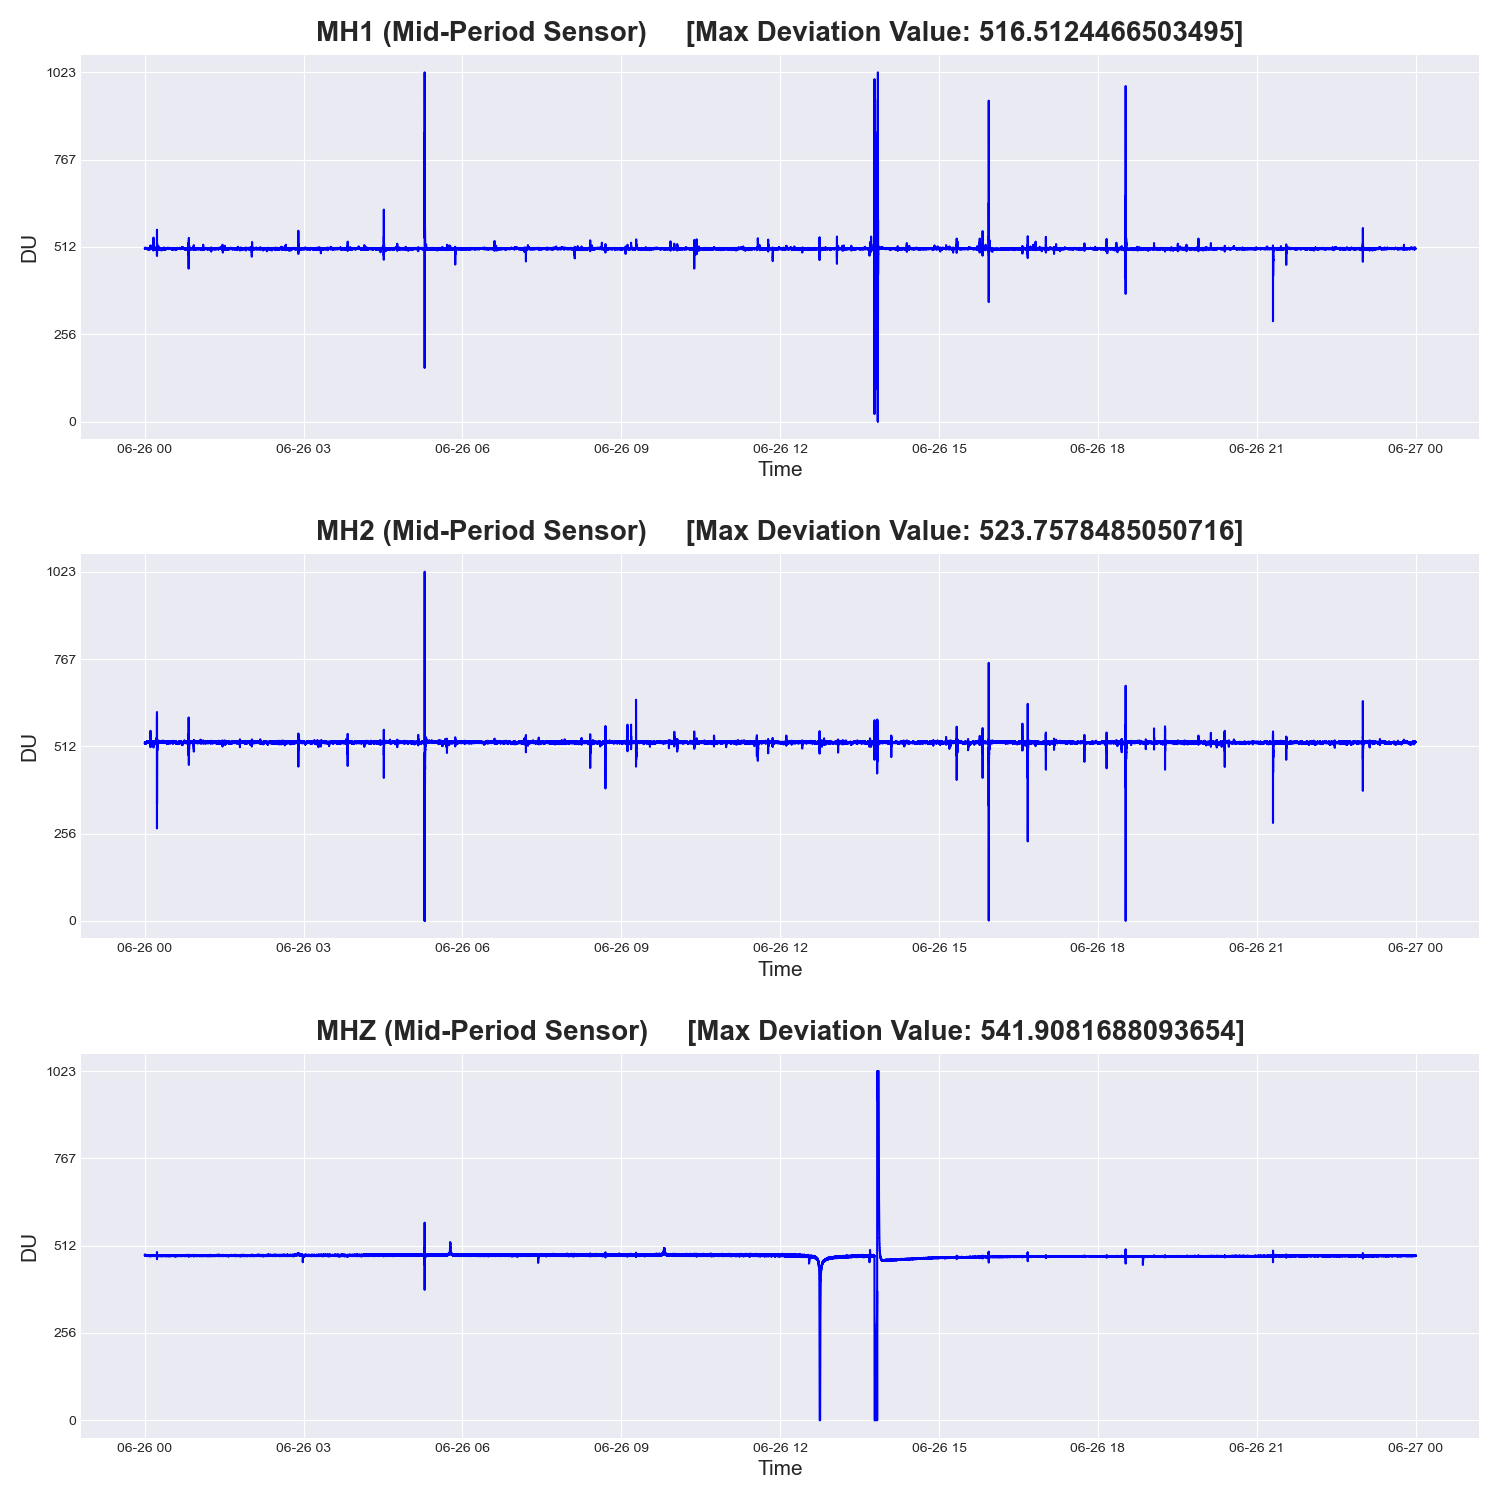 MH1 (Mid-Period Sensor) [Max Deviation Value: 516.5124466503495]
1023
767
512
256
0
DU
06-26 00 06-26 03 06-26 06 06-26 09 06-26 12 06-26 15 06-26 18 06-26 21 06-27 00
Time
MH2 (Mid-Period Sensor) [Max Deviation Value: 523.7578485050716]
1023
767
512
256
0
DU
06-26 00 06-26 03 06-26 06 06-26 09 06-26 12 06-26 15 06-26 18 06-26 21 06-27 00
Time
MHZ (Mid-Period Sensor) [Max Deviation Value: 541.9081688093654]
1023
767
512
256
0
DU
06-26 00 06-26 03 06-26 06 06-26 09 06-26 12 06-26 15 06-26 18 06-26 21 06-27 00
Time